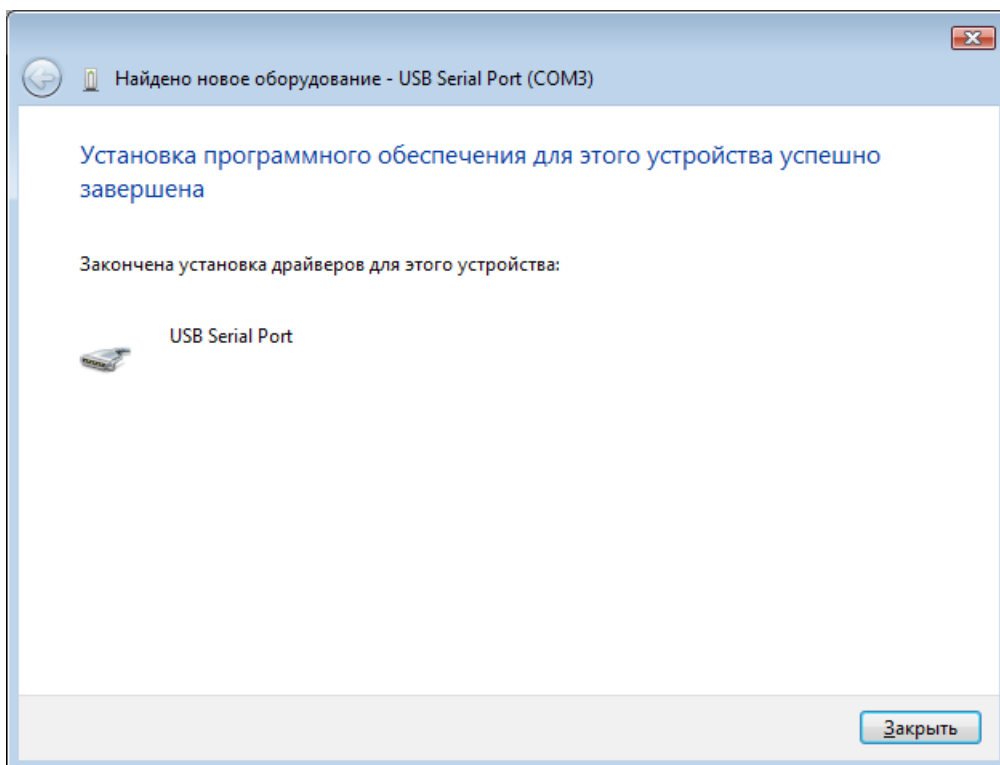 Найдено новое оборудование - USB Serial Port (COM3)
Установка программного обеспечения для этого устройства успешно
завершена
Закончена установка драйверов для этого устройства:
USB Serial Port
Закрыть